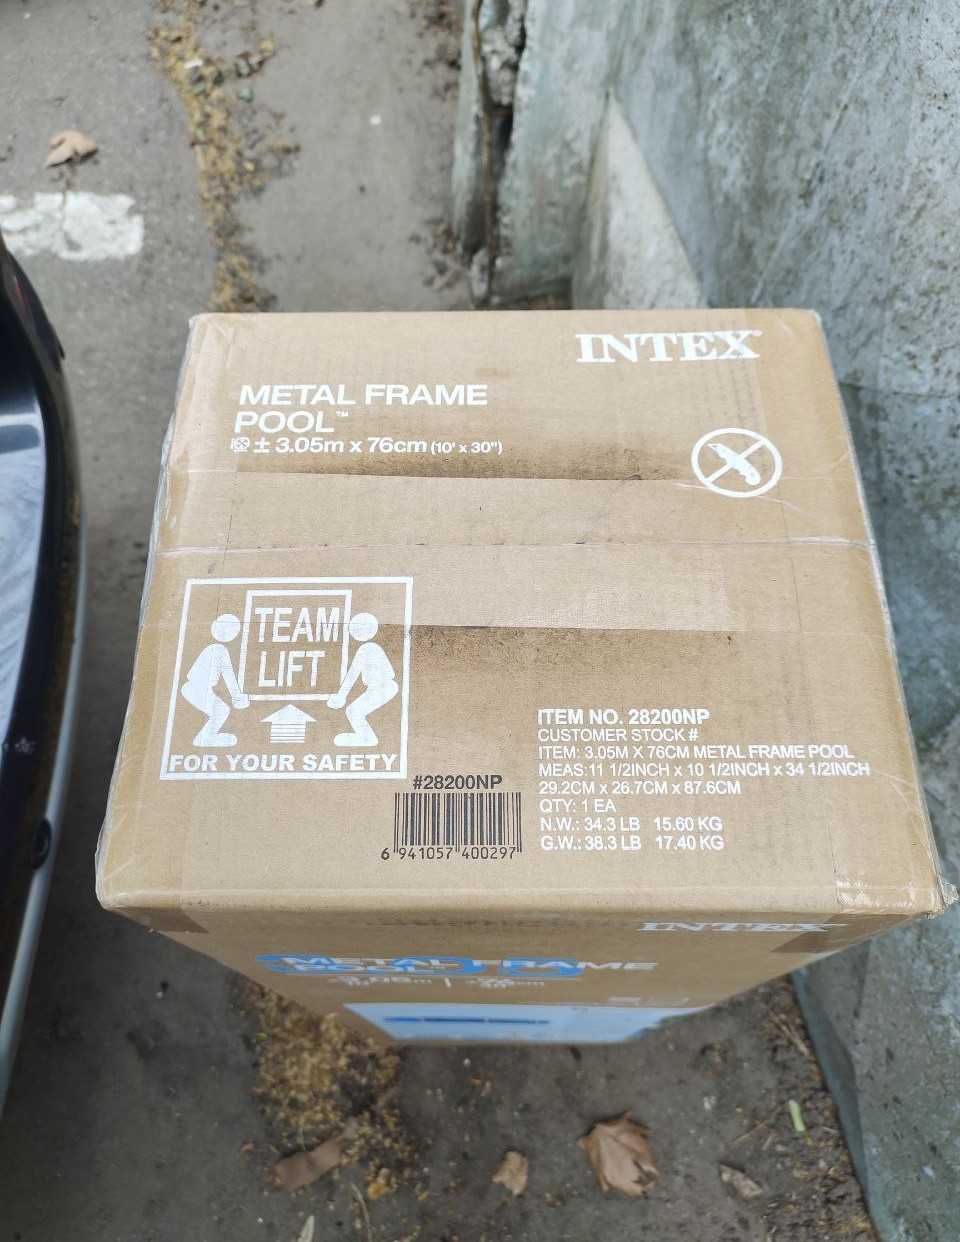 INTEX®
METAL FRAME
POOL™
± 3.05m x 76cm (10' x 30")
TEAM
LIFT
FOR YOUR SAFETY
#28200NP
6 941057 400297
ITEM NO. 28200NP
CUSTOMER STOCK #
ITEM: 3.05M X 76CM METAL FRAME POOL
MEAS:11 1/2INCH x 10 1/2INCH x 34 1/2INCH
29.2CM x 26.7CM x 87.6CM
QTY: 1 EA
N.W.: 34.3 LB 15.60 KG
G.W.: 38.3 LB 17.40 KG
INTEX
METAL FRAME
POOL